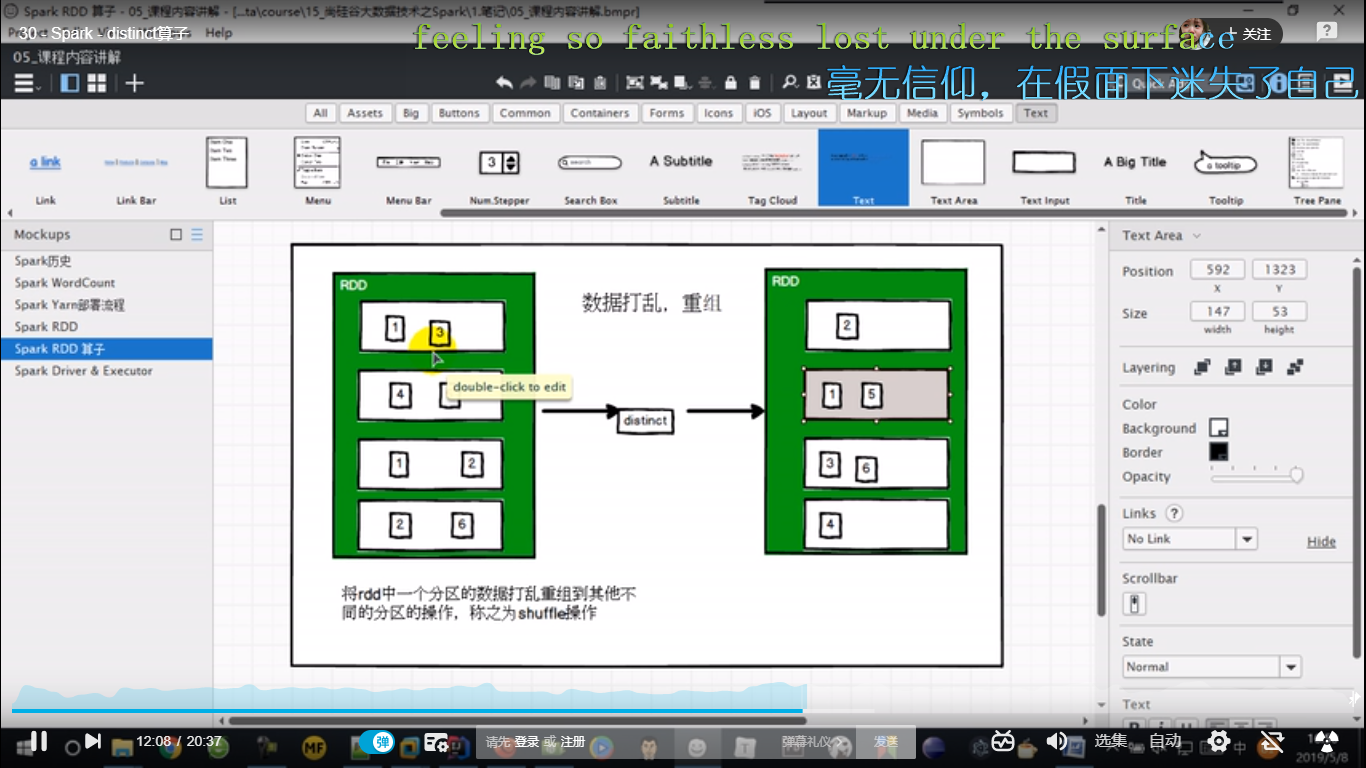 Spark RDD 算子 - 05_课程内容讲解 - [...ta\course\15_尚硅谷大数据技术之Spark\1.笔记\05_课程内容讲解.bmpr]
30 - Spark - distinct算子
Help
feeling so faithless lost under the surface
+ 关注
05_课程内容讲解
毫无信仰，在假面下迷失了自己
All Assets Big Buttons Common Containers Forms Icons iOS Layout Markup Media Symbols Text
a link
Item One
Item Two
Item Three
3
search
A Subtitle
A Big Title
a tooltip
Link Link Bar List Menu Menu Bar Num.Stepper Search Box Subtitle Tag Cloud Text Text Area Text Input Title Tooltip Tree Pane
Mockups
Spark历史
Spark WordCount
Spark Yarn部署流程
Spark RDD
Spark RDD 算子
Spark Driver & Executor
RDD
1 3
4
1 2
2 6
double-click to edit
数据打乱，重组
distinct
RDD
2
1 5
3 6
4
将rdd中一个分区的数据打乱重组到其他不
同的分区的操作，称之为shuffle操作
Text Area
Position 592 1323
X Y
Size 147 53
width height
Layering
Color
Background
Border
Opacity
Links ?
No Link
Hide
Scrollbar
State
Normal
Text
12:08 / 20:37
弹
请先 登录 或 注册
弹幕礼仪
发送
选集
自动
中
2019/5/8